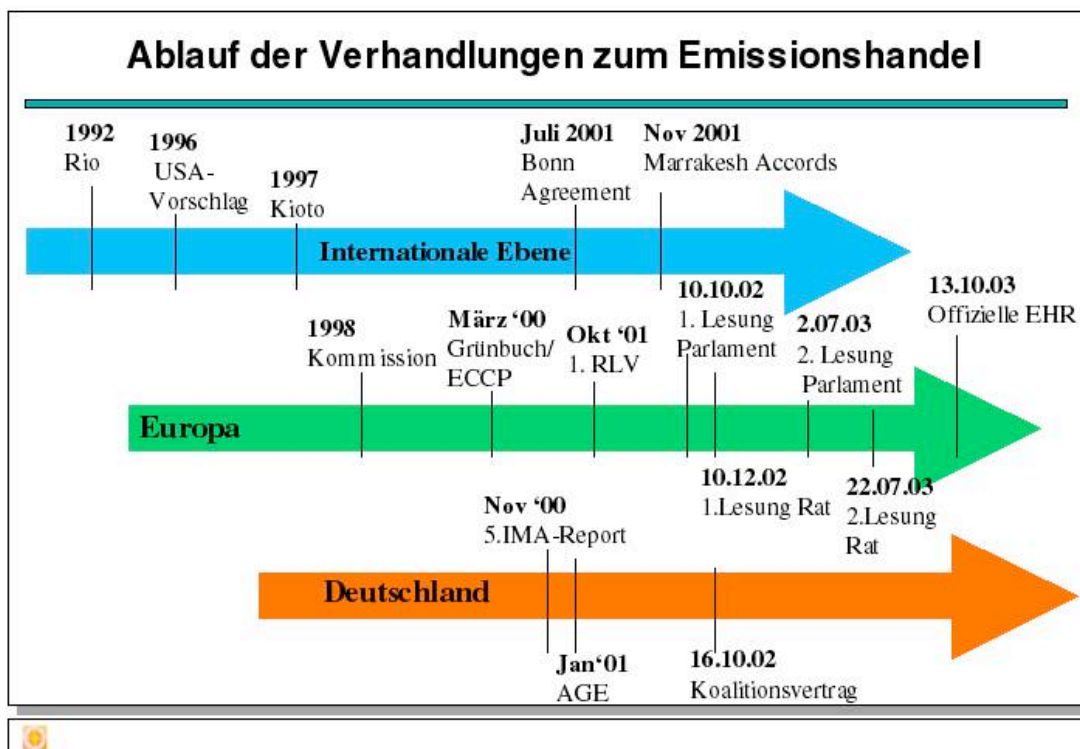 Ablauf der Verhandlungen zum Emissionshandel
1992
Rio
1996
USA-
Vorschlag
1997
Kioto
Juli 2001
Bonn
Agreement
Nov 2001
Marrakesh Accords
Internationale Ebene
1998
Kommission
März ‘00
Grünbuch/
ECCP
Okt ‘01
1. RLV
10.10.02
1. Lesung
Parlament
2.07.03
2. Lesung
Parlament
13.10.03
Offizielle EHR
Europa
10.12.02
1.Lesung Rat
22.07.03
2.Lesung
Rat
Nov ‘00
5.IMA-Report
Deutschland
Jan‘01
AGE
16.10.02
Koalitionsvertrag